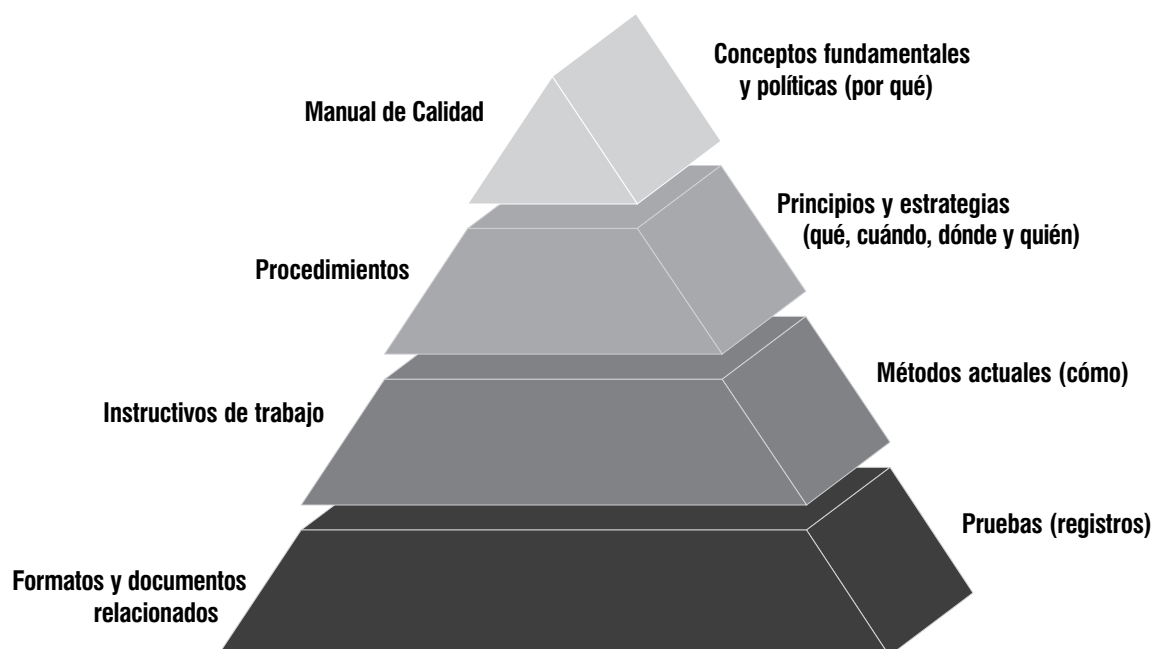 Conceptos fundamentales
y políticas (por qué)
Manual de Calidad
Principios y estrategias
(qué, cuándo, dónde y quién)
Procedimientos
Métodos actuales (cómo)
Instructivos de trabajo
Pruebas (registros)
Formatos y documentos
relacionados